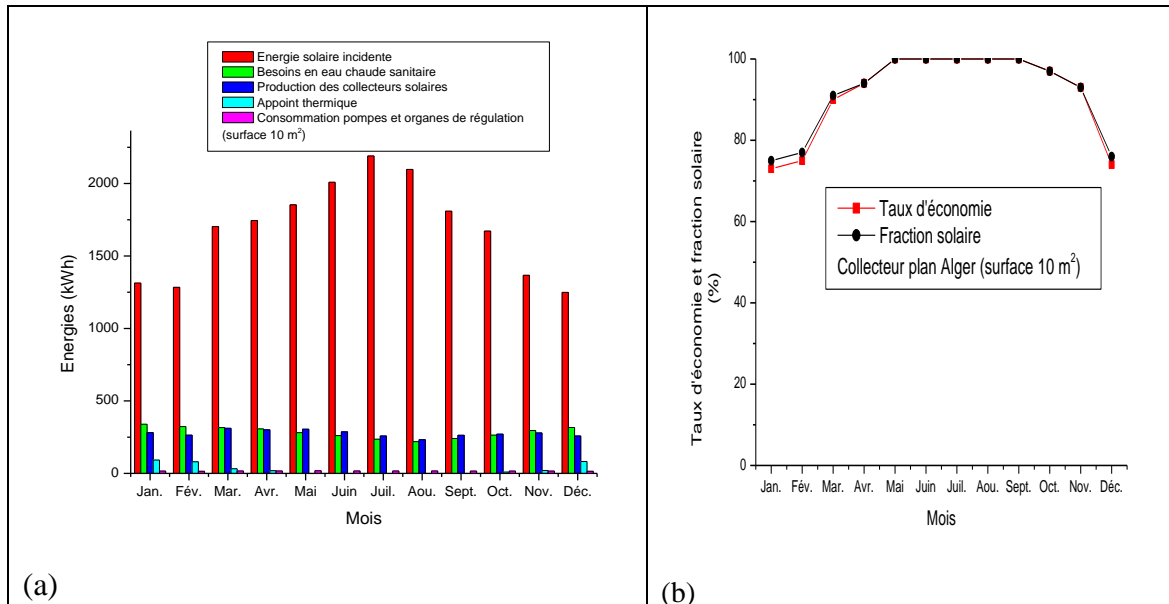 Energie solaire incidente
Besoins en eau chaude sanitaire
Production des collecteurs solaires
Appoint thermique
Consommation pompes et organes de régulation
(surface 10 m²)
Energies (kWh)
2000
1500
1000
500
0
Jan. Fév. Mar. Avr. Mai Juin Juil. Aou. Sept. Oct. Nov. Déc.
Mois
(a)
Taux d'économie et fraction solaire
(%)
100
80
60
40
20
0
Taux d'économie
Fraction solaire
Collecteur plan Alger (surface 10 m²)
Jan. Fév. Mar. Avr. Mai Juin Juil. Aou. Sept. Oct. Nov. Déc.
Mois
(b)